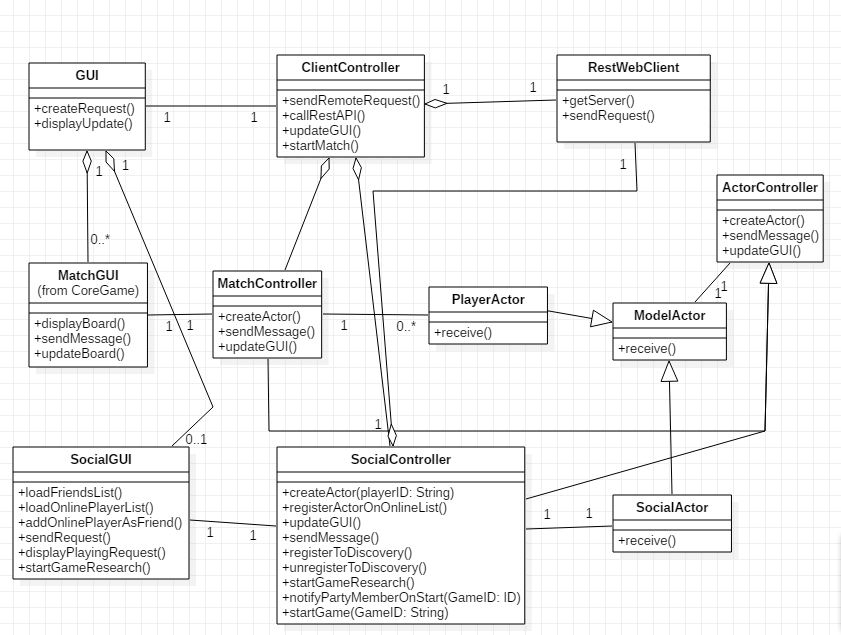 GUI
+createRequest()
+displayUpdate()
ClientController
+sendRemoteRequest()
+callRestAPI()
+updateGUI()
+startMatch()
RestWebClient
+getServer()
+sendRequest()
1
1
1
1
1
1
1
ActorController
+createActor()
+sendMessage()
+updateGUI()
0..*
MatchGUI
(from CoreGame)
+displayBoard()
+sendMessage()
+updateBoard()
MatchController
+createActor()
+sendMessage()
+updateGUI()
PlayerActor
+receive()
ModelActor
+receive()
1
1
1
1
1
0..*
1
0..1
SocialGUI
+loadFriendsList()
+loadOnlinePlayerList()
+addOnlinePlayerAsFriend()
+sendRequest()
+displayPlayingRequest()
+startGameResearch()
SocialController
+createActor(playerID: String)
+registerActorOnOnlineList()
+updateGUI()
+sendMessage()
+registerToDiscovery()
+unregisterToDiscovery()
+startGameResearch()
+notifyPartyMemberOnStart(GameID: ID)
+startGame(GameID: String)
SocialActor
+receive()
1
1
1
1